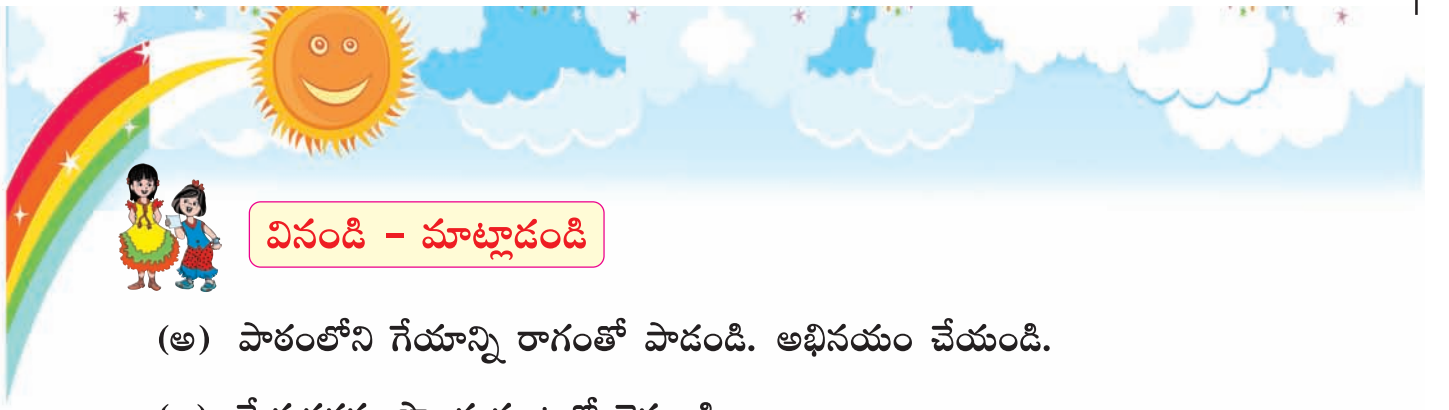 వినండి – మాట్లాడండి
(అ) పాఠంలోని గేయాన్ని రాగంతో పాడండి. అభినయం చేయండి.